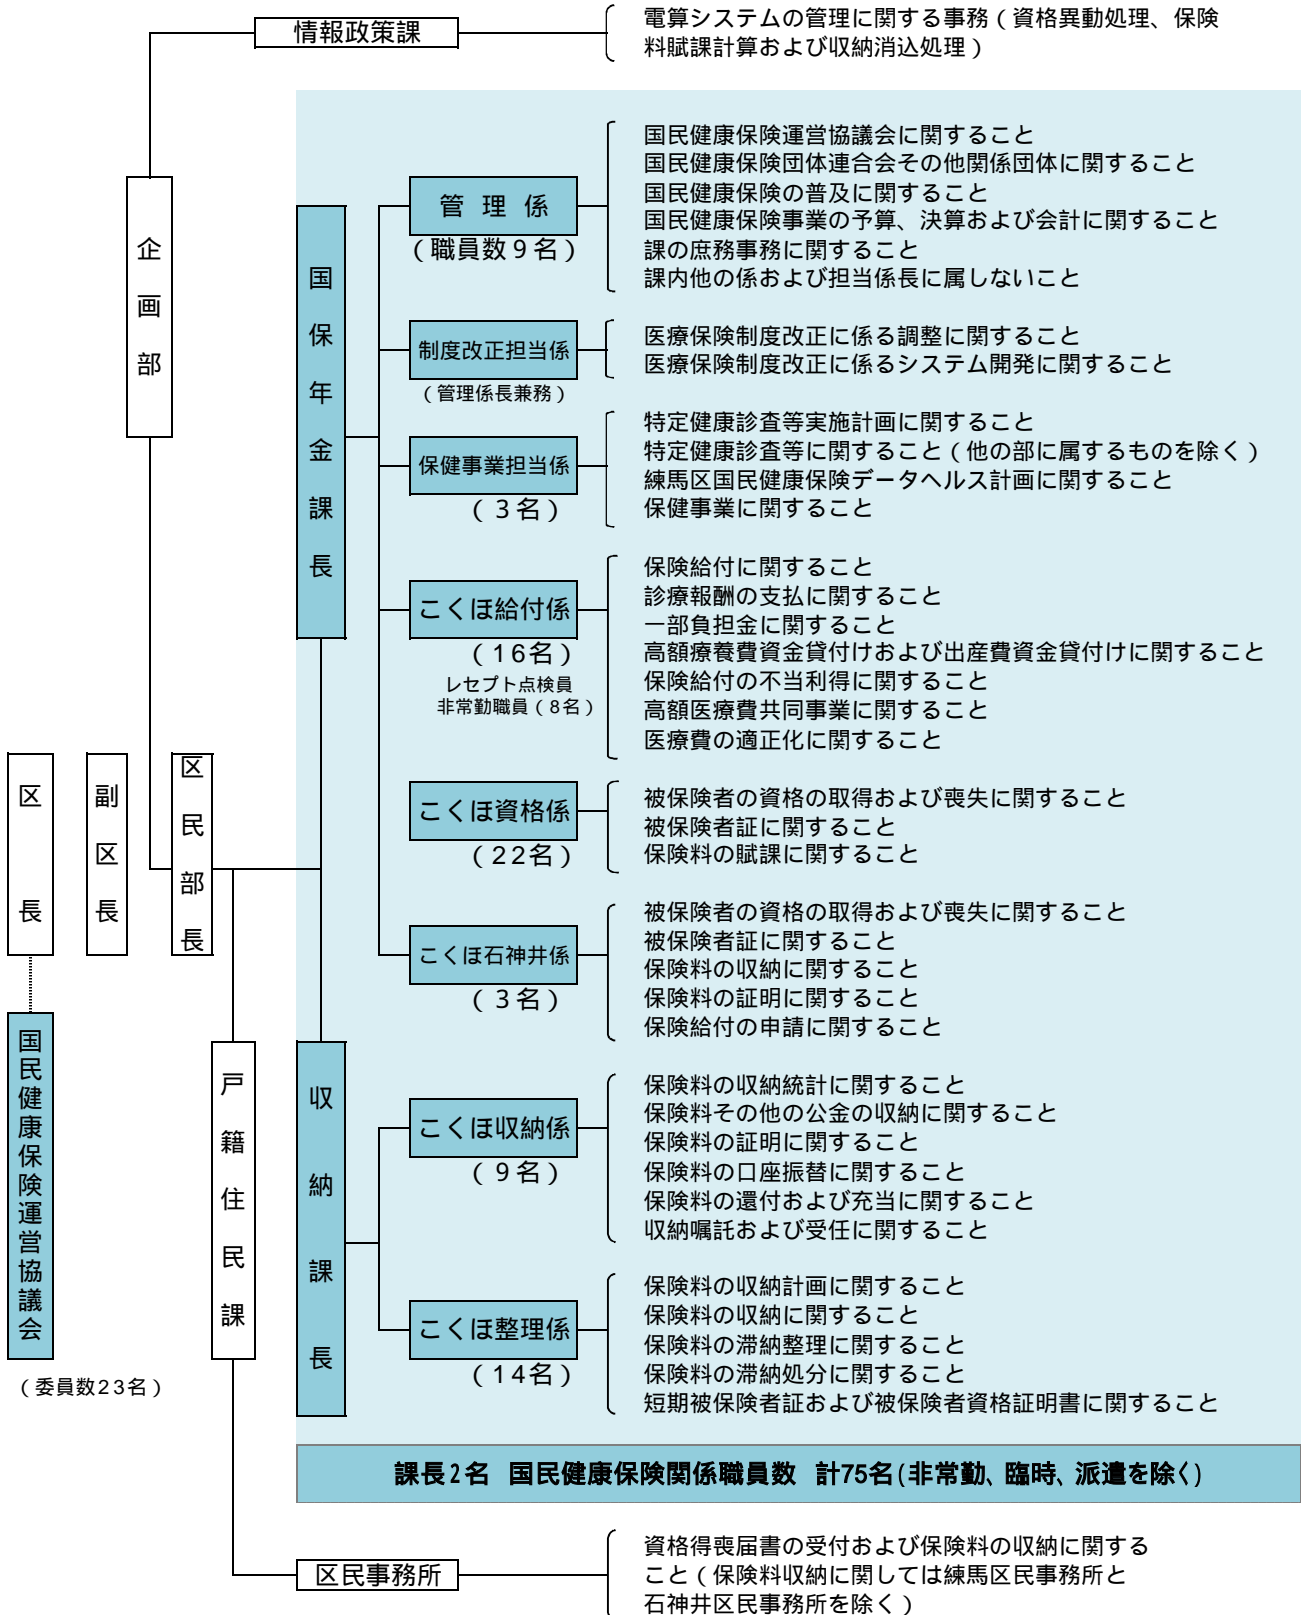 情報政策課
電算システムの管理に関する事務（資格異動処理、保険
料賦課計算および収納消込処理）
企画部
国保年金課長
管理係
（職員数９名）
国民健康保険運営協議会に関すること
国民健康保険団体連合会その他関係団体に関すること
国民健康保険の普及に関すること
国民健康保険事業の予算、決算および会計に関すること
課の庶務事務に関すること
課内他の係および担当係長に属しないこと
制度改正担当係
（管理係長兼務）
医療保険制度改正に係る調整に関すること
医療保険制度改正に係るシステム開発に関すること
保健事業担当係
（３名）
特定健康診査等実施計画に関すること
特定健康診査等に関すること（他の部に属するものを除く）
練馬区国民健康保険データヘルス計画に関すること
保健事業に関すること
こくほ給付係
（16名）
レセプト点検員
非常勤職員（8名）
保険給付に関すること
診療報酬の支払に関すること
一部負担金に関すること
高額療養費資金貸付けおよび出産費資金貸付けに関すること
保険給付の不当利得に関すること
高額医療費共同事業に関すること
医療費の適正化に関すること
区長
副区長
区民部長
こくほ資格係
（22名）
被保険者の資格の取得および喪失に関すること
被保険者証に関すること
保険料の賦課に関すること
こくほ石神井係
（３名）
被保険者の資格の取得および喪失に関すること
被保険者証に関すること
保険料の収納に関すること
保険料の証明に関すること
保険給付の申請に関すること
国民健康保険運営協議会
（委員数23名）
戸籍住民課
収納課長
こくほ収納係
（９名）
保険料の収納統計に関すること
保険料その他の公金の収納に関すること
保険料の証明に関すること
保険料の口座振替に関すること
保険料の還付および充当に関すること
収納嘱託および受任に関すること
こくほ整理係
（14名）
保険料の収納計画に関すること
保険料の収納に関すること
保険料の滞納整理に関すること
保険料の滞納処分に関すること
短期被保険者証および被保険者資格証明書に関すること
課長２名　国民健康保険関係職員数　計75名(非常勤、臨時、派遣を除く)
区民事務所
資格得喪届書の受付および保険料の収納に関する
こと（保険料収納に関しては練馬区民事務所と
石神井区民事務所を除く）